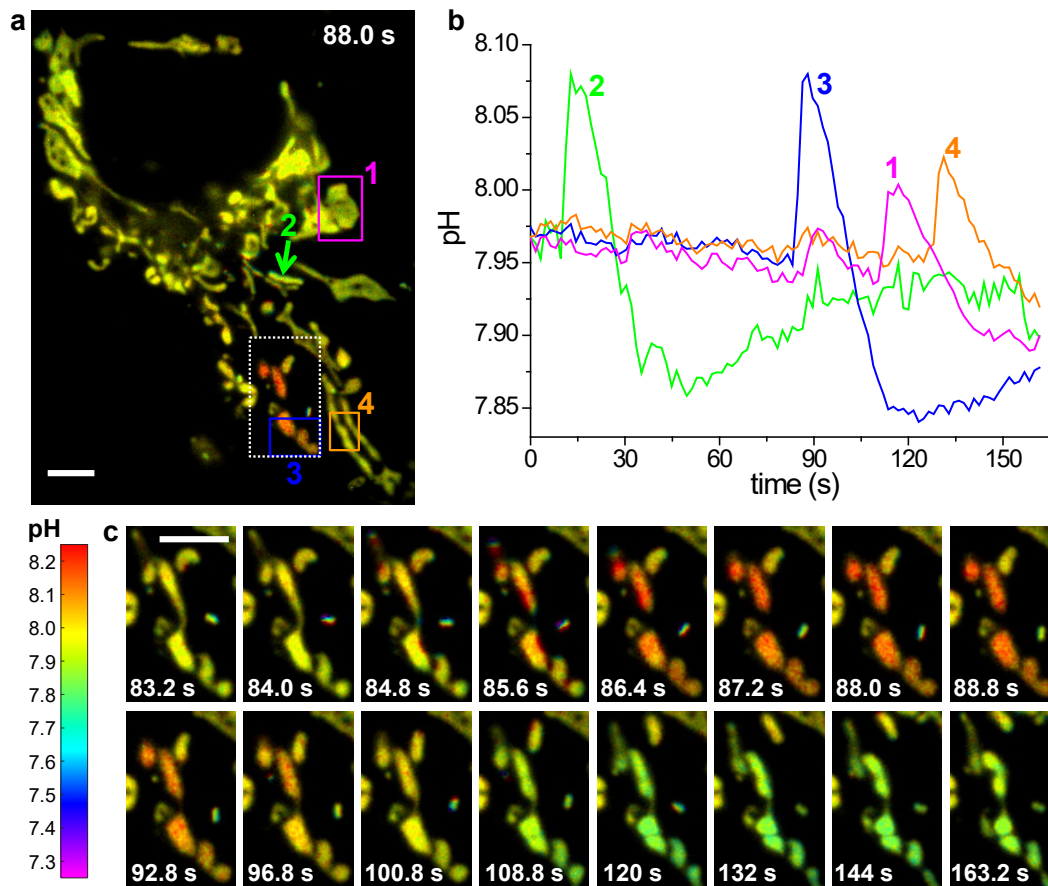 a
88.0 s
1
2
4
3
b
8.10
8.05
8.00
7.95
7.90
7.85
pH
2
3
1
4
0
30
60
90
120
150
time (s)
pH
8.2
8.1
8.0
7.9
7.8
7.7
7.6
7.5
7.4
7.3
c
83.2 s
84.0 s
84.8 s
85.6 s
86.4 s
87.2 s
88.0 s
88.8 s
92.8 s
96.8 s
100.8 s
108.8 s
120 s
132 s
144 s
163.2 s